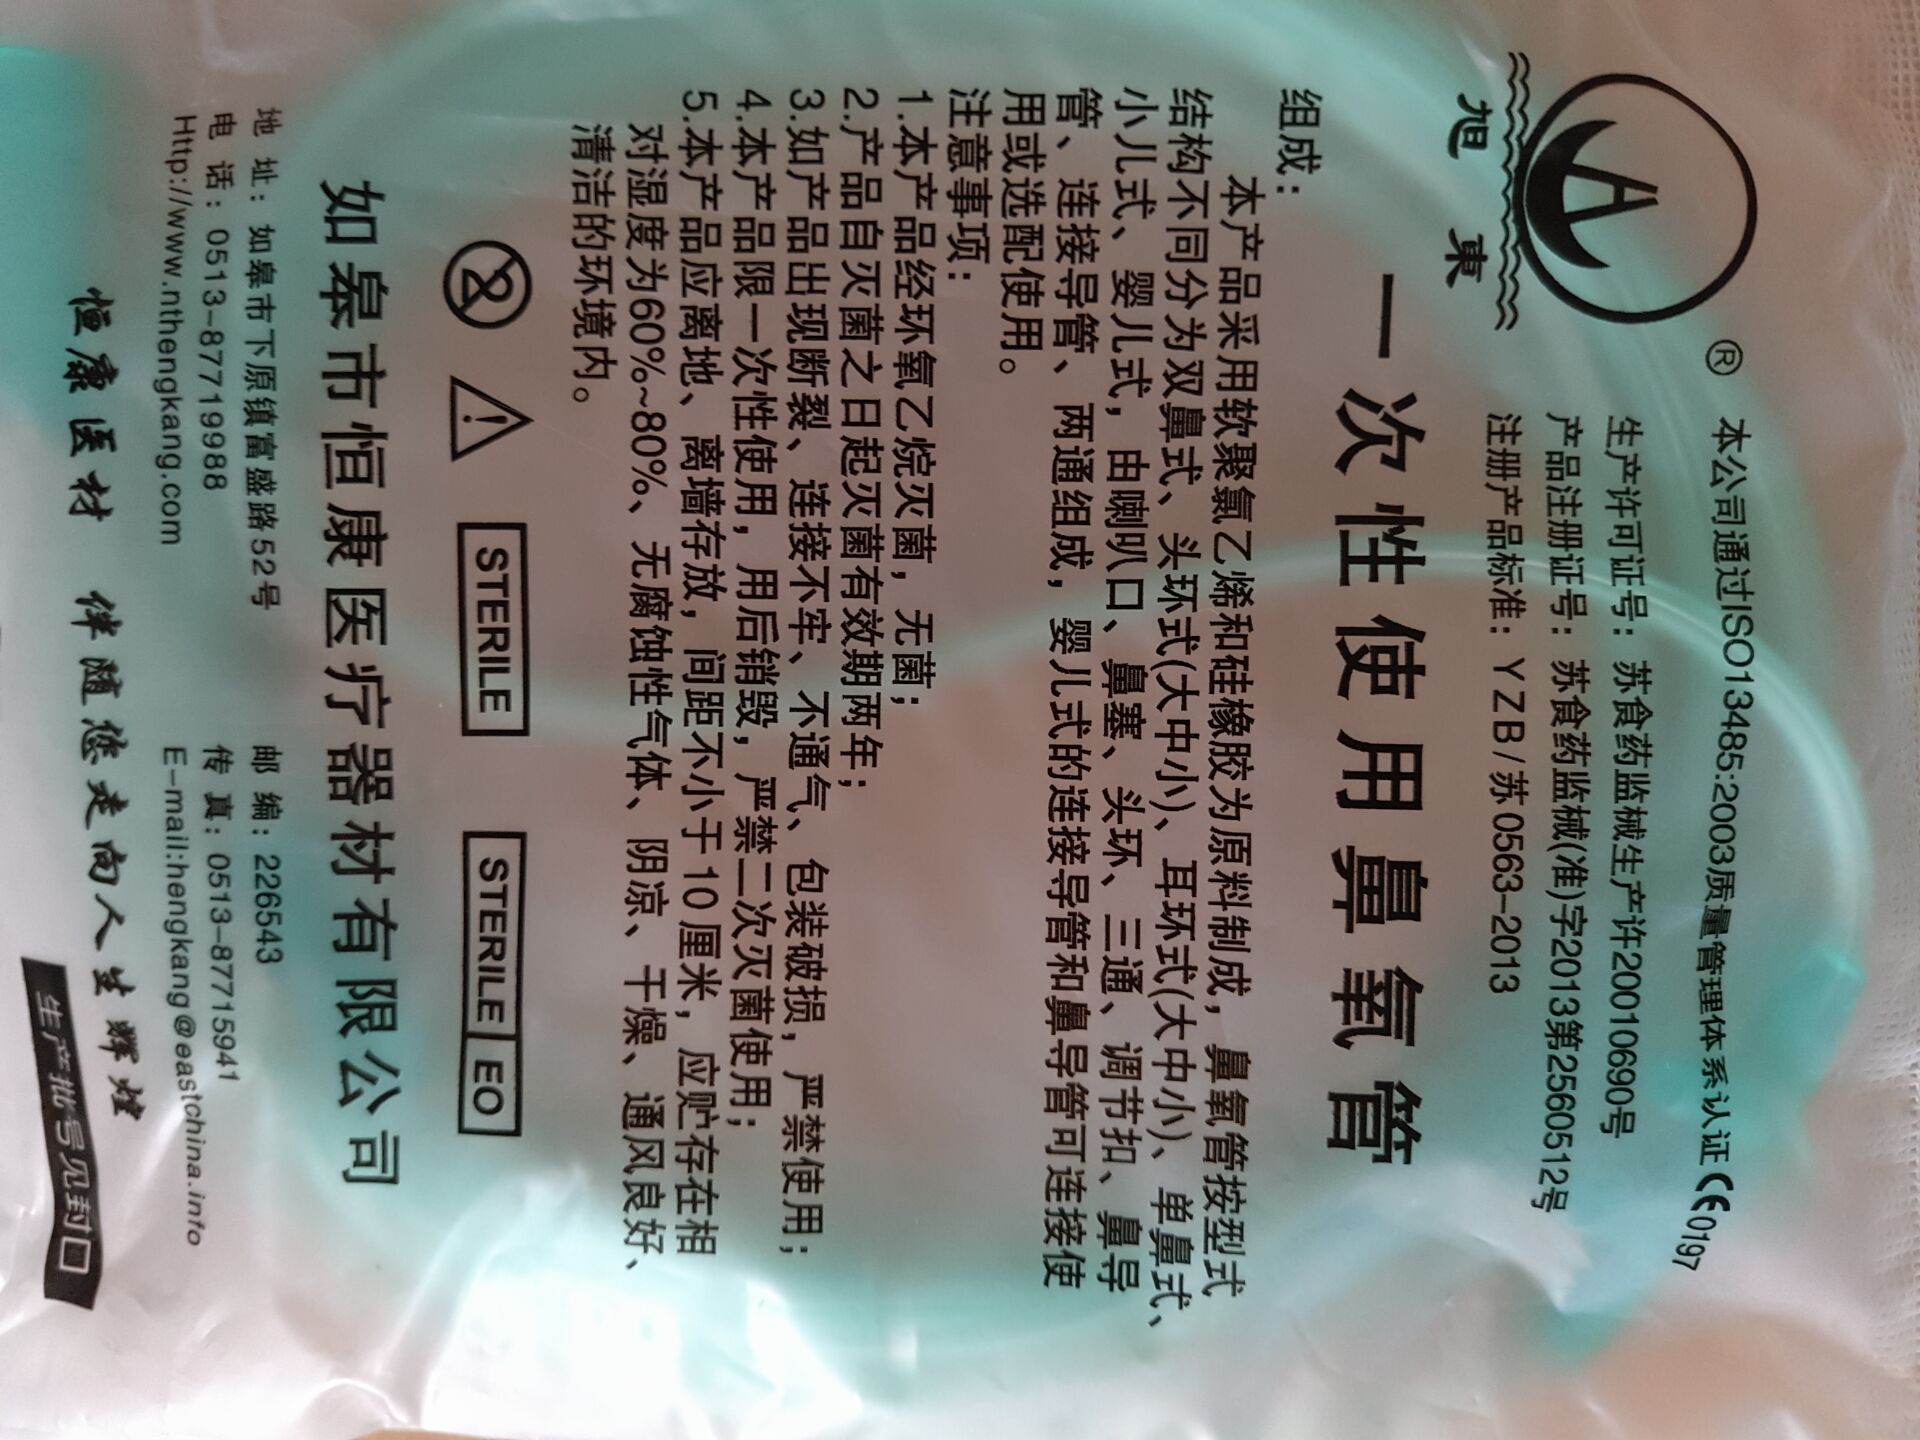 本公司通过ISO13485:2003质量管理体系认证 CE 0197
®
生产许可证号：苏食药监械生产许20010690号
产品注册证号：苏食药监械(准)字2013第2560512号
注册产品标准：YZB/苏0563-2013
旭東
一次性使用鼻氧管
组成：
本产品采用软聚氯乙烯和硅橡胶为原料制成，鼻氧管按型式
结构不同分为双鼻式、头环式(大中小)、耳环式(大中小)、单鼻式、
小儿式、婴儿式，由喇叭口、鼻塞、头环、三通、调节扣、鼻导
管、连接导管、两通组成，婴儿式的连接导管和鼻导管可连接使
用或选配使用。
注意事项：
1.本产品经环氧乙烷灭菌，无菌；
2.产品自灭菌之日起灭菌有效期两年；
3.如产品出现断裂、连接不牢、不通气、包装破损，严禁使用；
4.本产品限一次性使用，用后销毁，严禁二次灭菌使用；
5.本产品应离地、离墙存放，间距不小于10厘米，应贮存在相
对湿度为60%~80%、无腐蚀性气体、阴凉、干燥、通风良好、
清洁的环境内。
2 STERILE STERILE EO
如皋市恒康医疗器材有限公司
地址：如皋市下原镇富盛路52号 邮编：226543
电话：0513-87719988 传真：0513-87715941
Http://www.nthengkang.com E-mail:hengkang@eastchina.info
恒康医材 伴随您走向人生辉煌
生产批号见封口